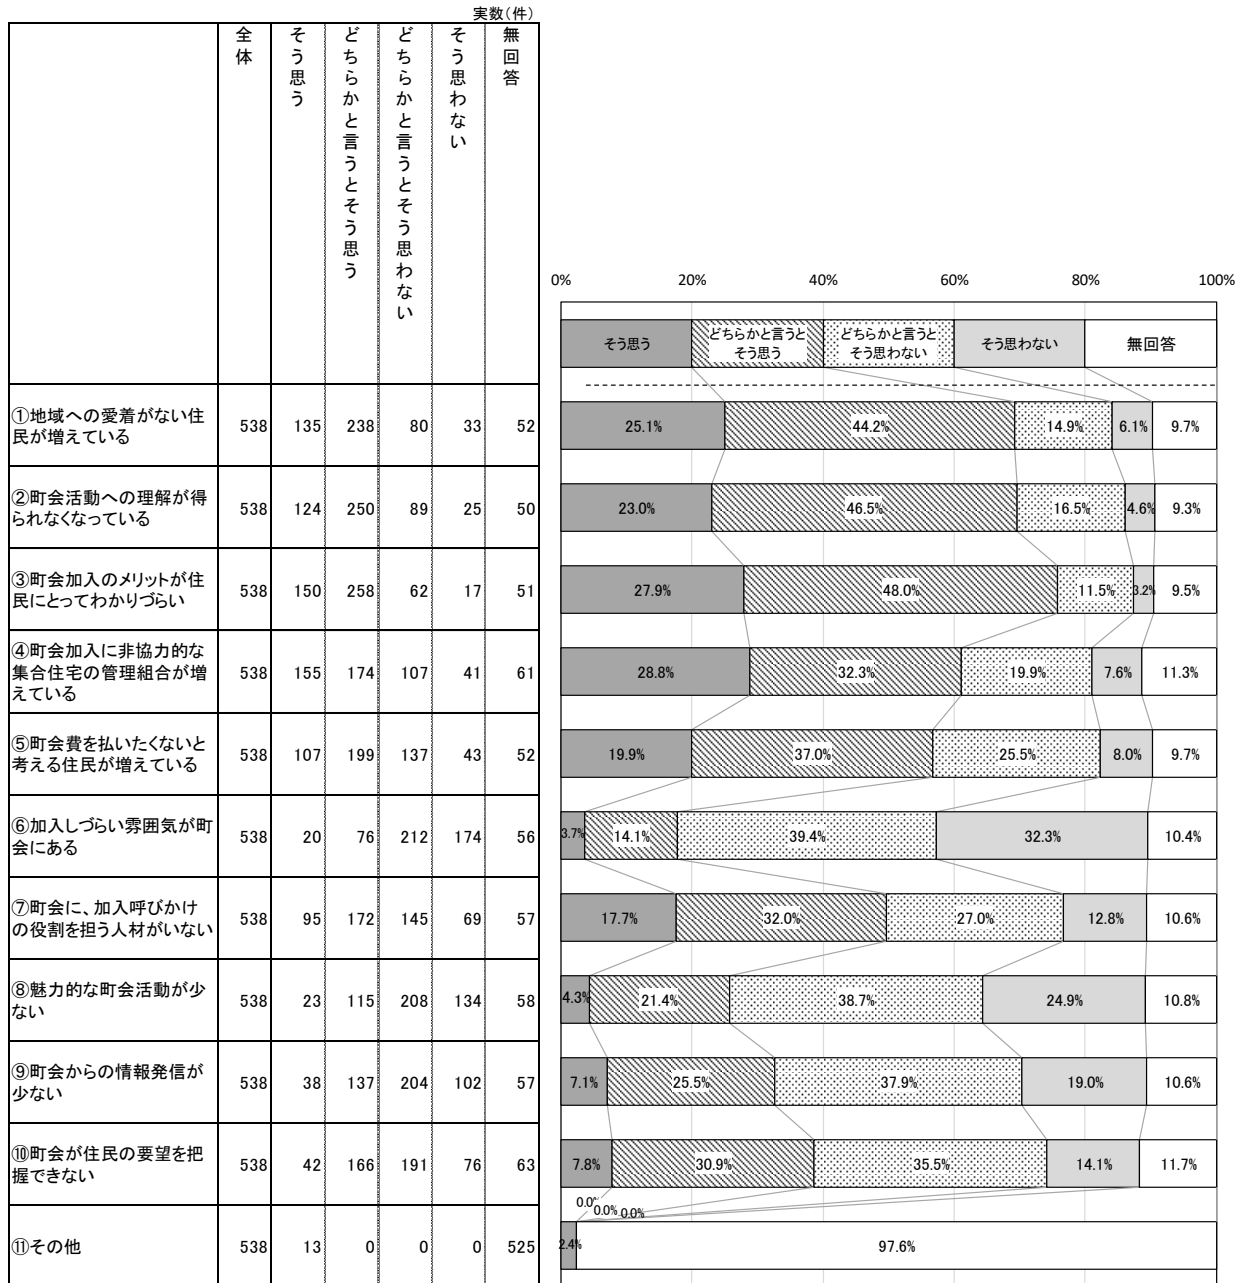 実数(件)
全体
そう思う
どちらかと言うとそう思う
どちらかと言うとそう思わない
そう思わない
無回答
0% 20% 40% 60% 80% 100%
そう思う
どちらかと言うと
そう思う
どちらかと言うと
そう思わない
そう思わない
無回答
①地域への愛着がない住
民が増えている
538 135 238 80 33 52
25.1% 44.2% 14.9% 6.1% 9.7%
②町会活動への理解が得
られなくなっている
538 124 250 89 25 50
23.0% 46.5% 16.5% 4.6% 9.3%
③町会加入のメリットが住
民にとってわかりづらい
538 150 258 62 17 51
27.9% 48.0% 11.5% 3.2% 9.5%
④町会加入に非協力的な
集合住宅の管理組合が増
えている
538 155 174 107 41 61
28.8% 32.3% 19.9% 7.6% 11.3%
⑤町会費を払いたくないと
考える住民が増えている
538 107 199 137 43 52
19.9% 37.0% 25.5% 8.0% 9.7%
⑥加入しづらい雰囲気が町
会にある
538 20 76 212 174 56
3.7% 14.1% 39.4% 32.3% 10.4%
⑦町会に、加入呼びかけ
の役割を担う人材がいない
538 95 172 145 69 57
17.7% 32.0% 27.0% 12.8% 10.6%
⑧魅力的な町会活動が少
ない
538 23 115 208 134 58
4.3% 21.4% 38.7% 24.9% 10.8%
⑨町会からの情報発信が
少ない
538 38 137 204 102 57
7.1% 25.5% 37.9% 19.0% 10.6%
⑩町会が住民の要望を把
握できない
538 42 166 191 76 63
7.8% 30.9% 35.5% 14.1% 11.7%
⑪その他
538 13 0 0 0 525
0.0% 0.0% 0.0%
2.4% 97.6%